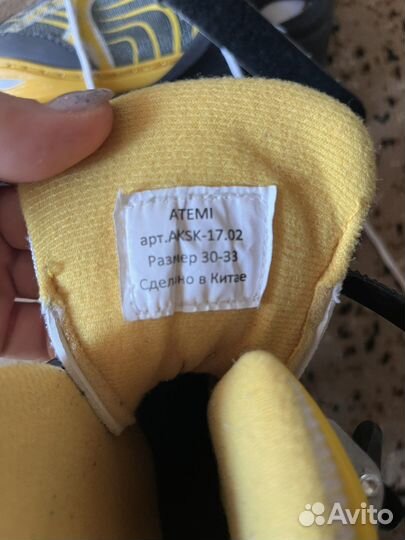 ATEMI
арт.AKSK-17.02
Размер 30-33
Сделано в Китае
Avito